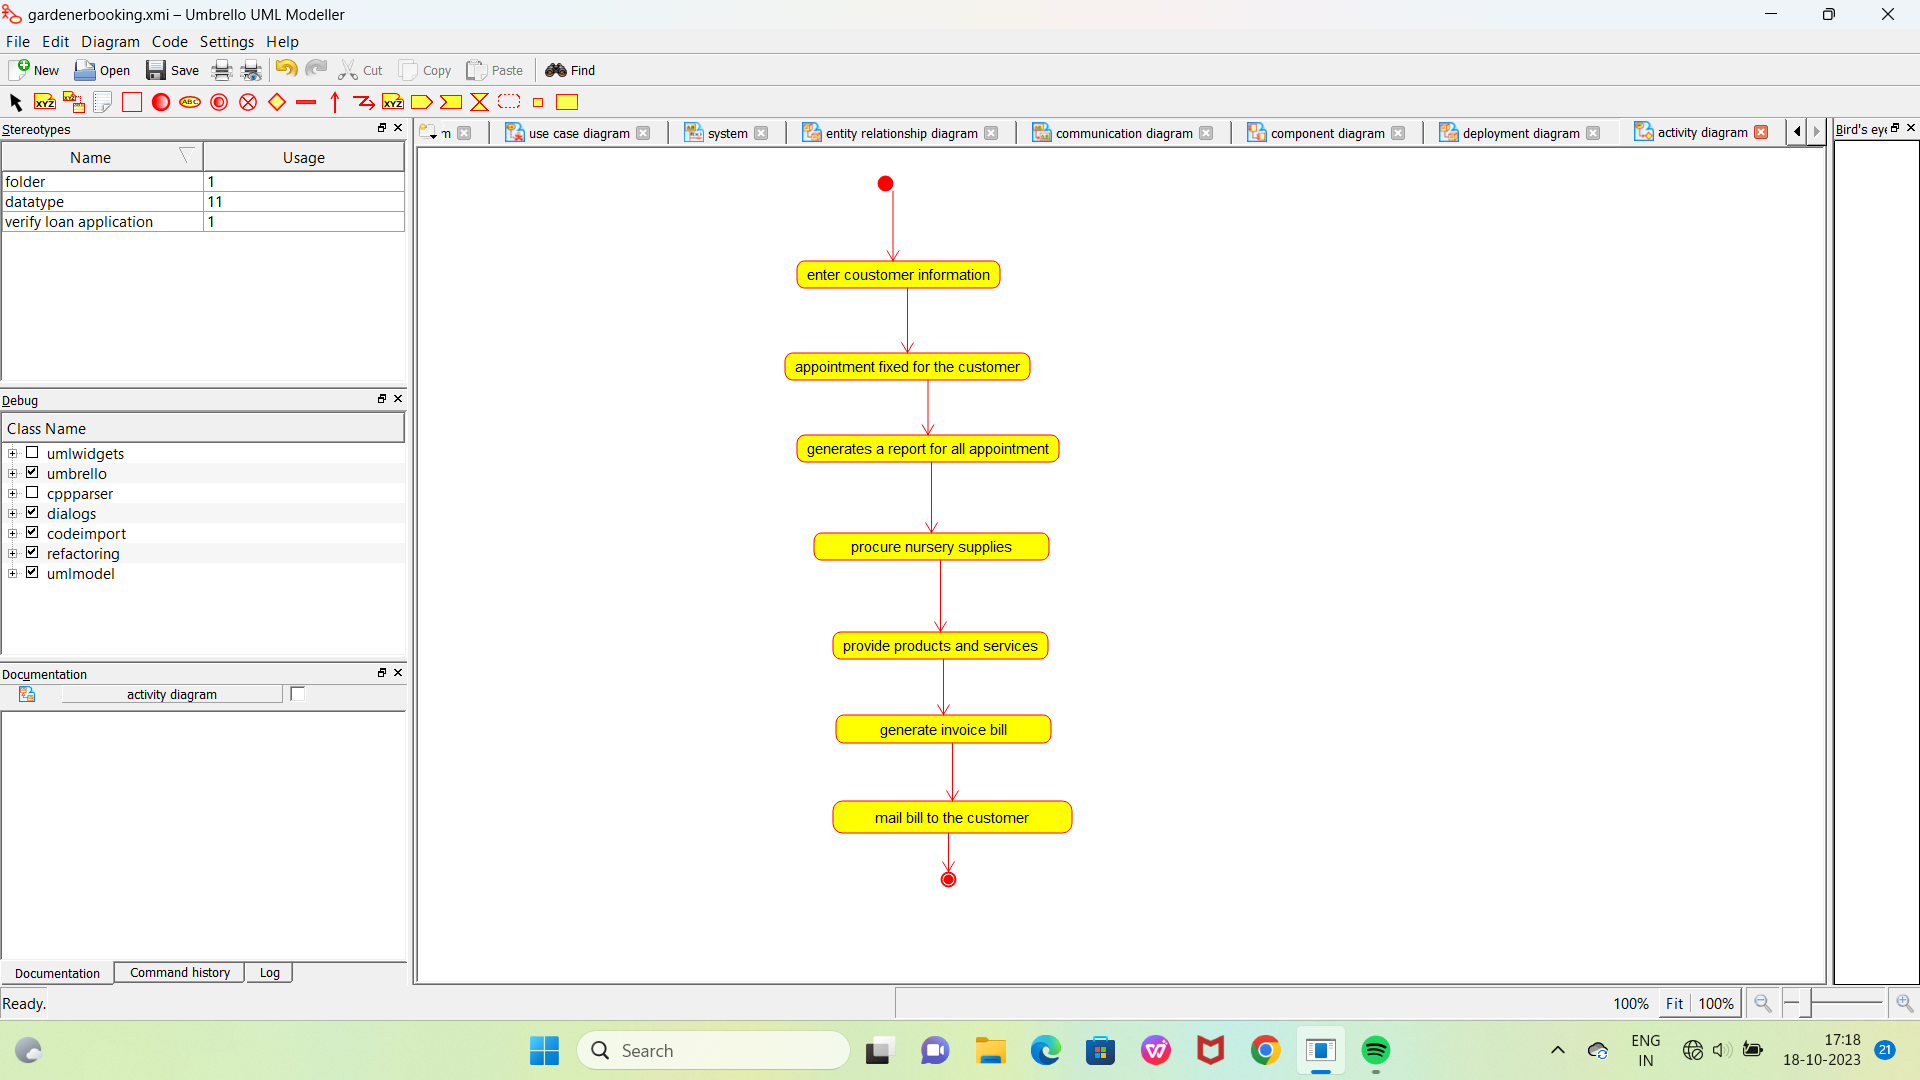 gardenerbooking.xmi – Umbrello UML Modeller
File Edit Diagram Code Settings Help
New Open Save Cut Copy Paste Find
XYZ XYZ ABC XYZ
Stereotypes
m use case diagram system entity relationship diagram communication diagram component diagram deployment diagram activity diagram
Bird's eye
Name Usage
folder 1
datatype 11
verify loan application 1
Debug
Class Name
umlwidgets
umbrello
cppparser
dialogs
codeimport
refactoring
umlmodel
Documentation
activity diagram
Documentation Command history Log
enter coustomer information
appointment fixed for the customer
generates a report for all appointment
procure nursery supplies
provide products and services
generate invoice bill
mail bill to the customer
Ready.
100% Fit 100%
Search
ENG
IN
17:18
18-10-2023
21